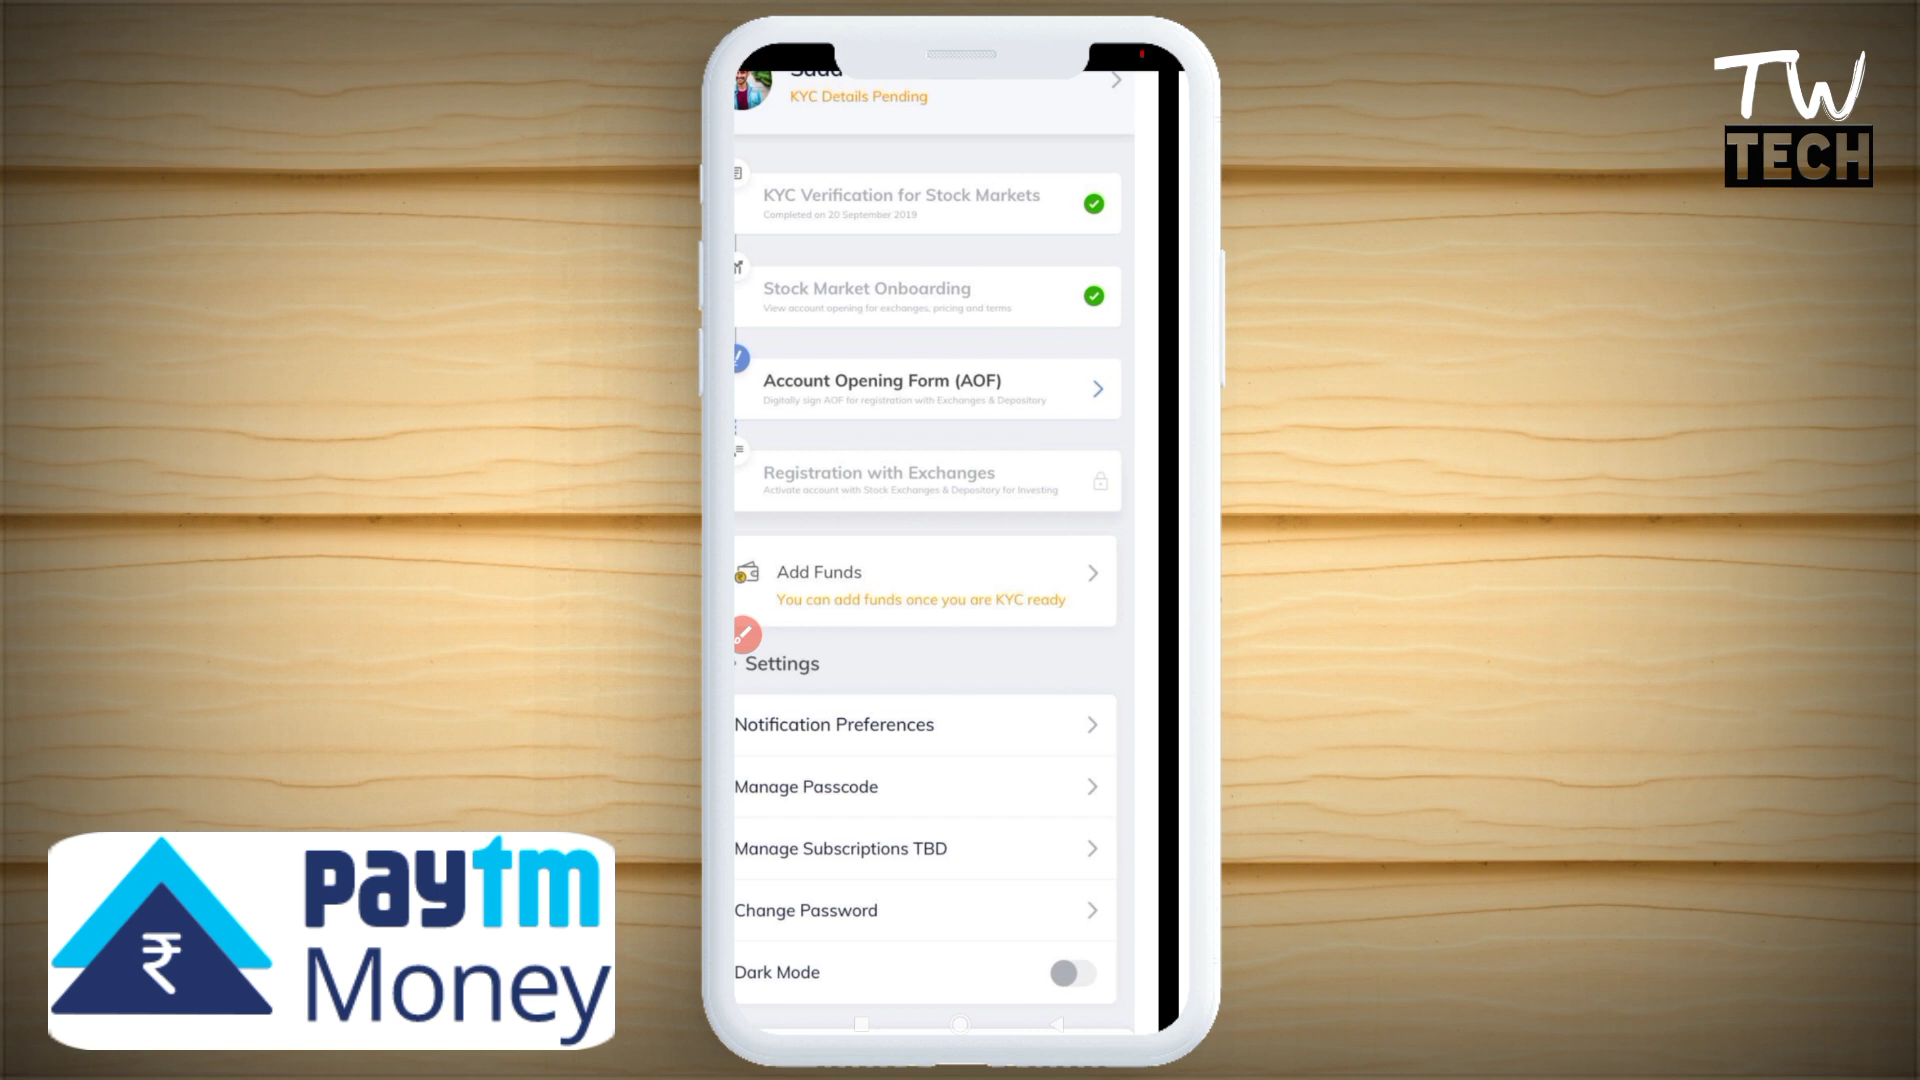 TW
TECH
KYC Details Pending
KYC Verification for Stock Markets
Completed on 20 September 2019
Stock Market Onboarding
View account opening for exchanges, pricing and terms
Account Opening Form (AOF)
Digitally sign AOF for registration with Exchanges & Depository
Registration with Exchanges
Activate account with Stock Exchanges & Depository for Investing
Add Funds
You can add funds once you are KYC ready
Settings
Notification Preferences
Manage Passcode
Manage Subscriptions TBD
Change Password
Dark Mode
₹
paytm
Money